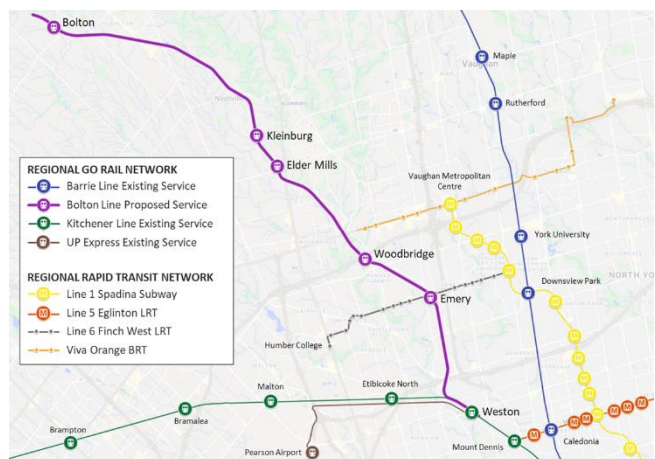 Bolton
Maple
Vaughan
Rutherford
Kleinburg
Elder Mills
REGIONAL GO RAIL NETWORK
Barrie Line Existing Service
Bolton Line Proposed Service
Kitchener Line Existing Service
UP Express Existing Service
REGIONAL RAPID TRANSIT NETWORK
M Line 1 Spadina Subway
M Line 5 Eglinton LRT
Line 6 Finch West LRT
Viva Orange BRT
Vaughan Metropolitan
Centre
York University
Woodbridge
NORTH YO
Downsview Park
Emery
Humber College
Etibicoke North
Malton
Bramalea
Weston
Brampton
Mount Dennis
Caledonia
Pearson Airport